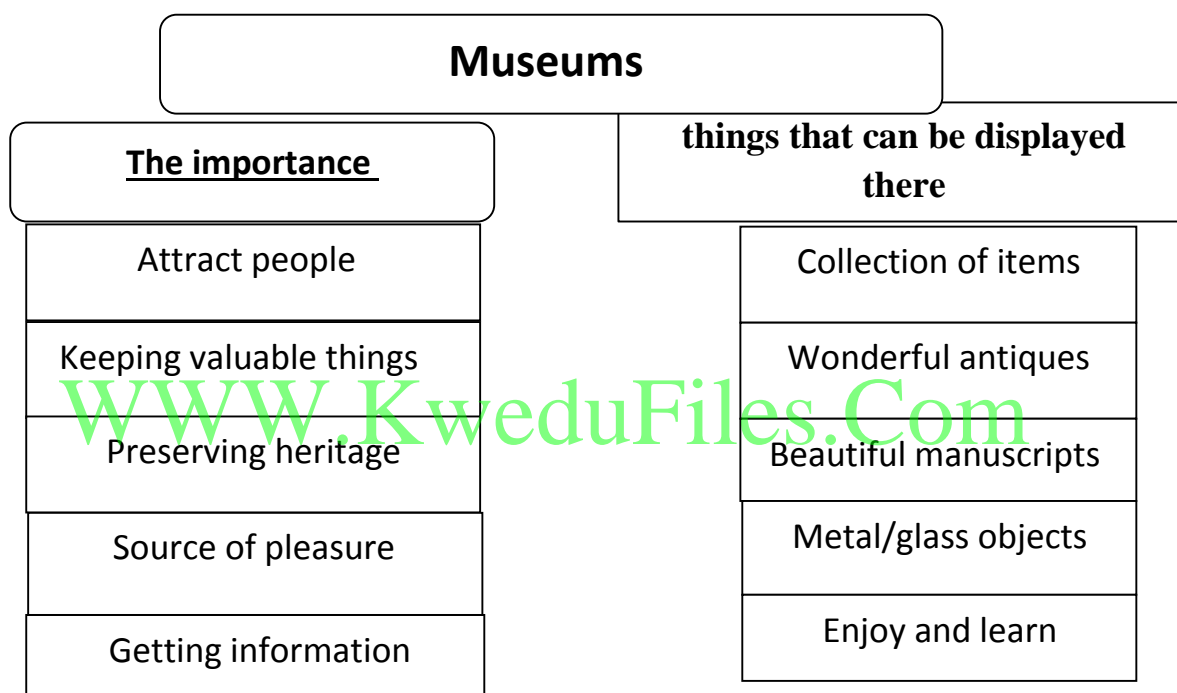 Museums
The importance
Attract people
Keeping valuable things
Preserving heritage
Source of pleasure
Getting information
things that can be displayed
there
Collection of items
Wonderful antiques
Beautiful manuscripts
Metal/glass objects
Enjoy and learn
WWW.KweduFiles.Com